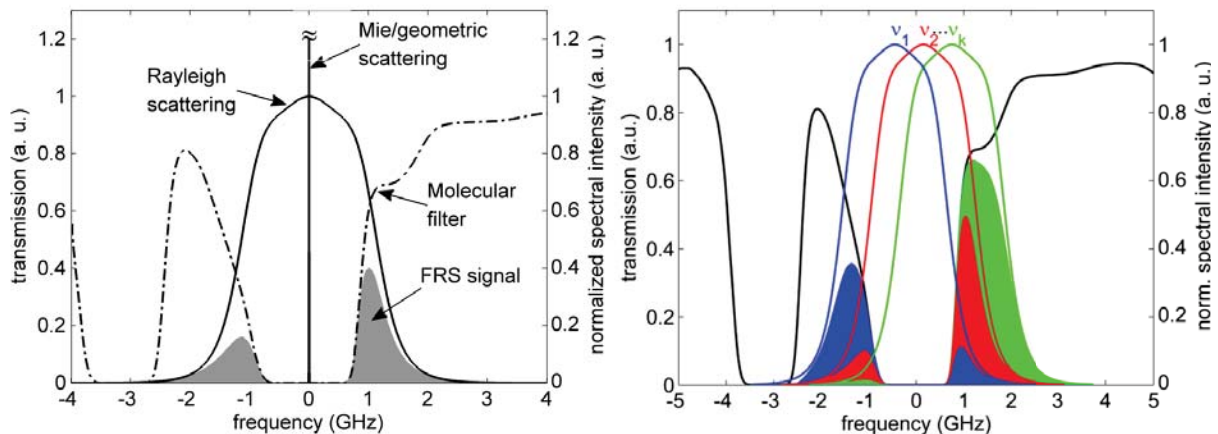 1.2
1
0.8
0.6
0.4
0.2
0
transmission (a. u.)
-4 -3 -2 -1 0 1 2 3 4
frequency (GHz)
≈
Mie/geometric
scattering
Rayleigh
scattering
Molecular
filter
FRS signal
1.2
1
0.8
0.6
0.4
0.2
0
normalized spectral intensity (a. u.)
ν1 ν2...νk
1
0.8
0.6
0.4
0.2
0
transmission (a.u.)
-5 -4 -3 -2 -1 0 1 2 3 4 5
frequency (GHz)
1
0.8
0.6
0.4
0.2
0
norm. spectral intensity (a. u.)